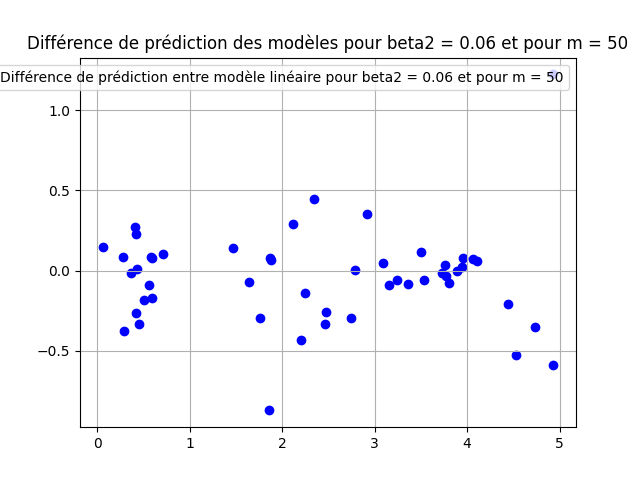 Différence de prédiction des modèles pour beta2 = 0.06 et pour m = 50
Différence de prédiction entre modèle linéaire pour beta2 = 0.06 et pour m = 50
1.0
0.5
0.0
−0.5
0 1 2 3 4 5